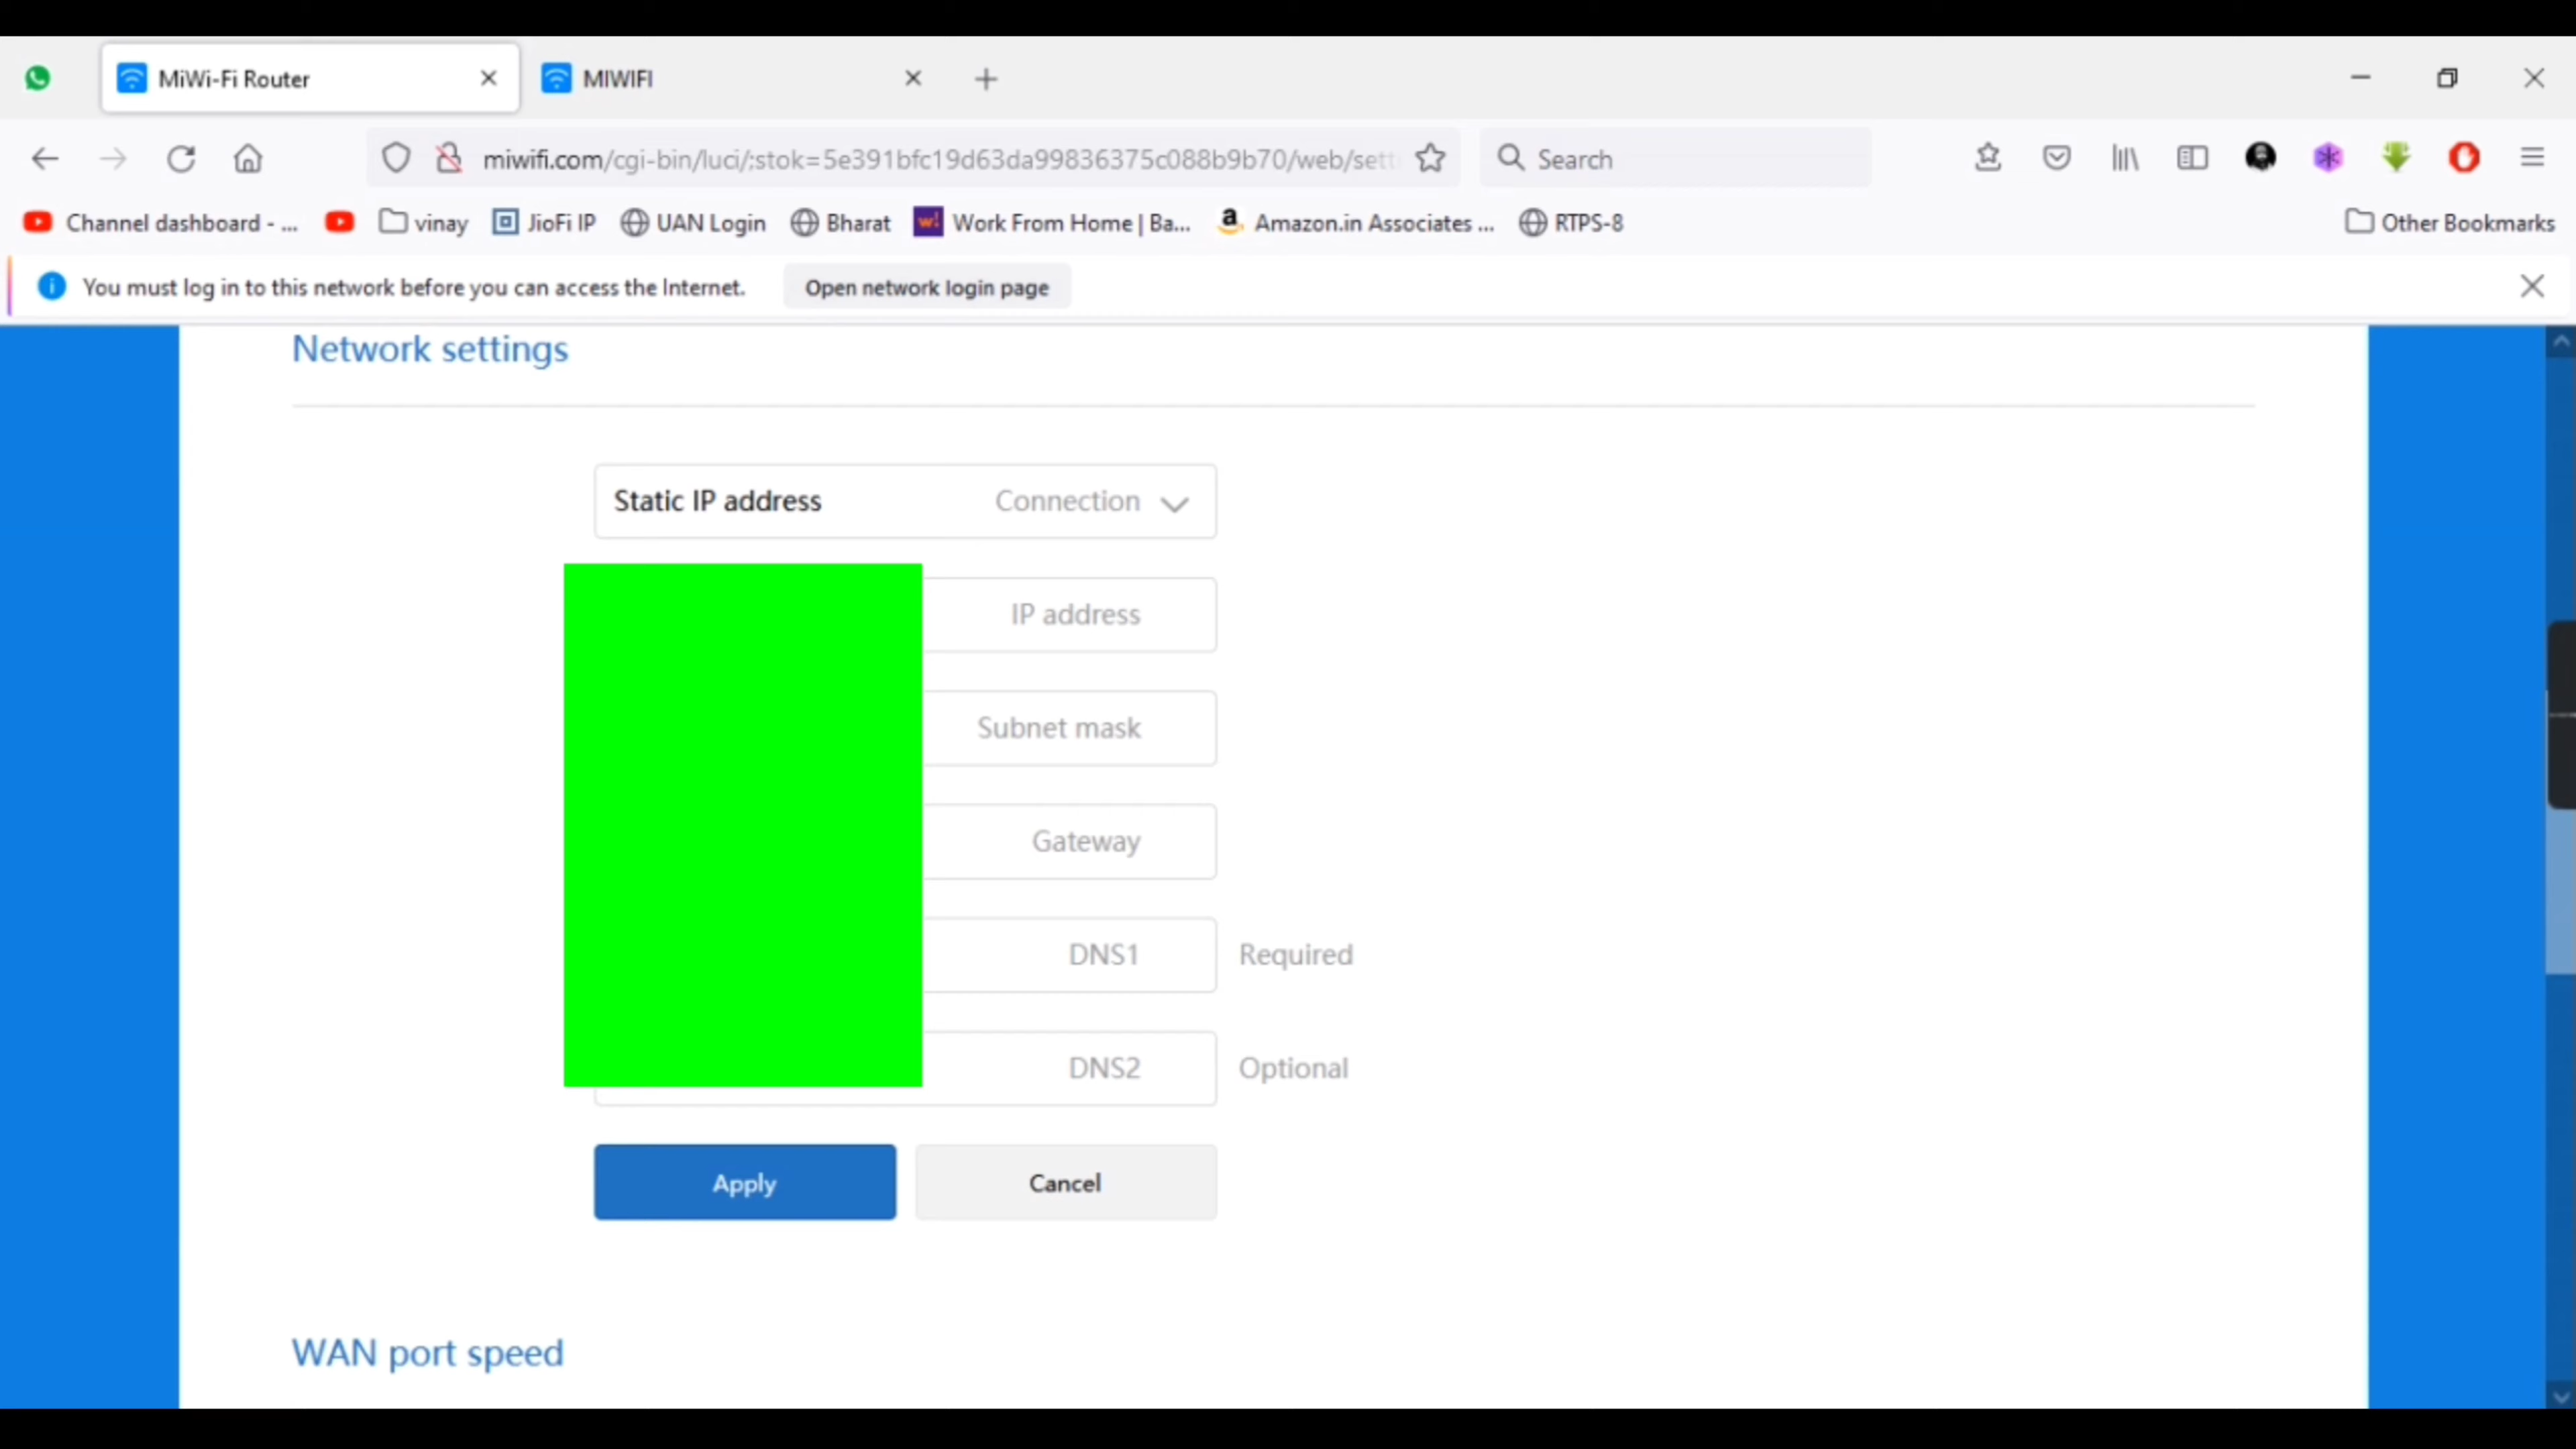 MiWi-Fi Router
MIWIFI
miwifi.com/cgi-bin/luci/;stok=5e391bfc19d63da99836375c088b9b70/web/sett
Search
Channel dashboard - ...
vinay
JioFi IP
UAN Login
Bharat
Work From Home | Ba...
Amazon.in Associates ...
RTPS-8
Other Bookmarks
You must log in to this network before you can access the Internet.
Open network login page
Network settings
Static IP address Connection
IP address
Subnet mask
Gateway
DNS1 Required
DNS2 Optional
Apply
Cancel
WAN port speed